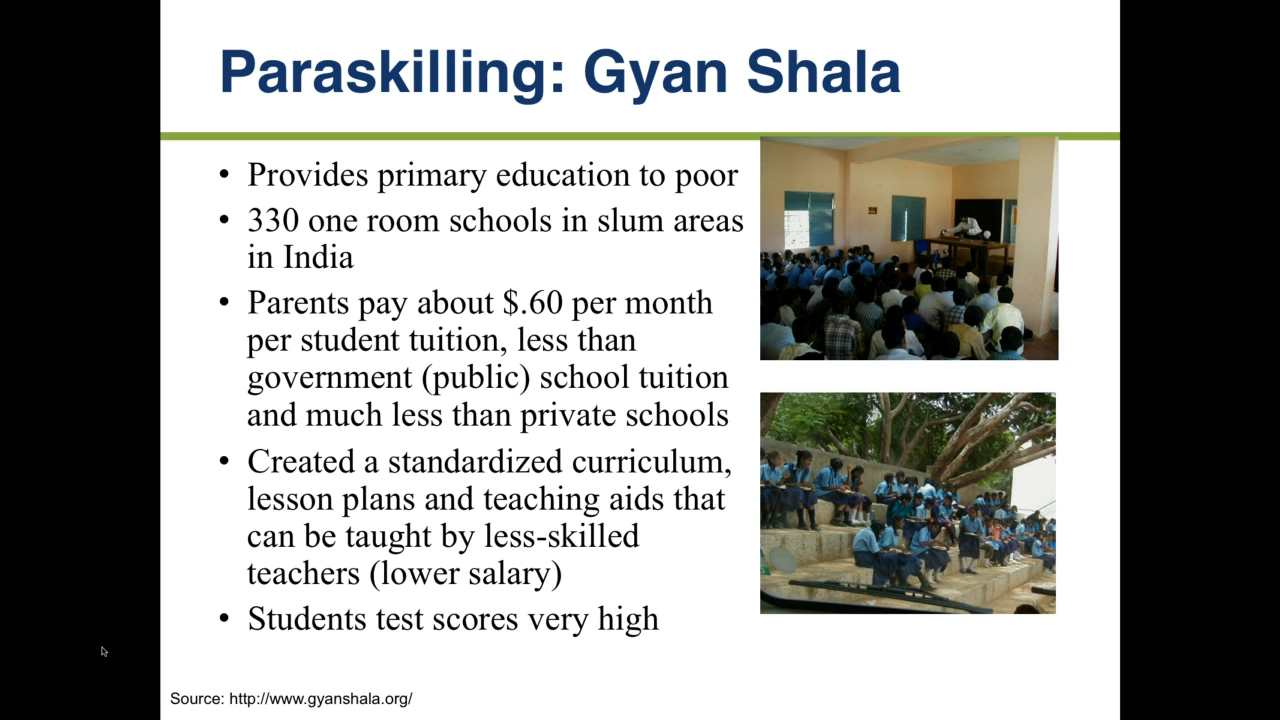 Paraskilling: Gyan Shala
• Provides primary education to poor
• 330 one room schools in slum areas
in India
• Parents pay about $.60 per month
per student tuition, less than
government (public) school tuition
and much less than private schools
• Created a standardized curriculum,
lesson plans and teaching aids that
can be taught by less-skilled
teachers (lower salary)
• Students test scores very high
Source: http://www.gyanshala.org/